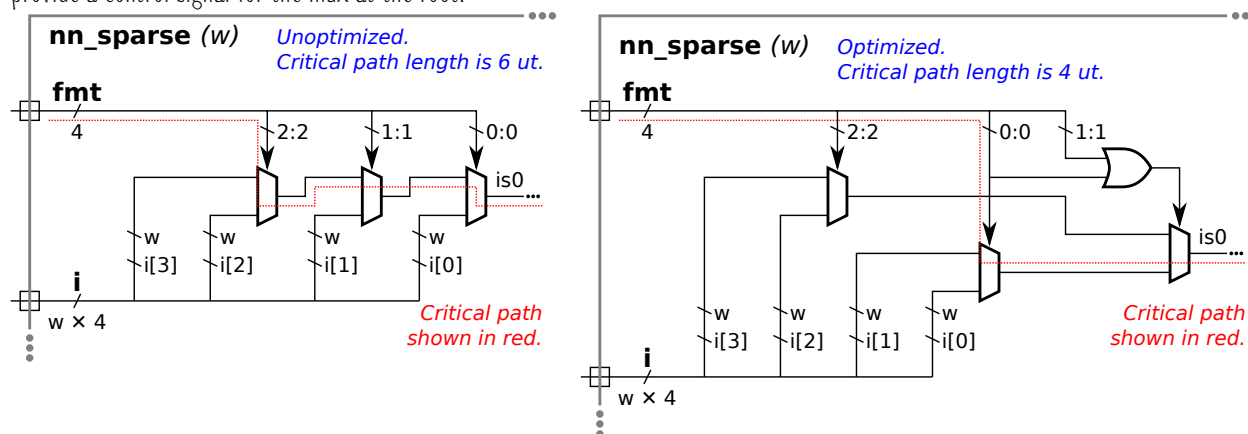 provide a control signal for the mux at the root.
nn_sparse (w)
Unoptimized.
Critical path length is 6 ut.
fmt
4
2:2
1:1
0:0
is0
w
w
w
w
i[3]
i[2]
i[1]
i[0]
i
w × 4
Critical path
shown in red.
nn_sparse (w)
Optimized.
Critical path length is 4 ut.
fmt
4
2:2
0:0
1:1
is0
w
w
w
w
i[3]
i[2]
i[1]
i[0]
i
w × 4
Critical path
shown in red.